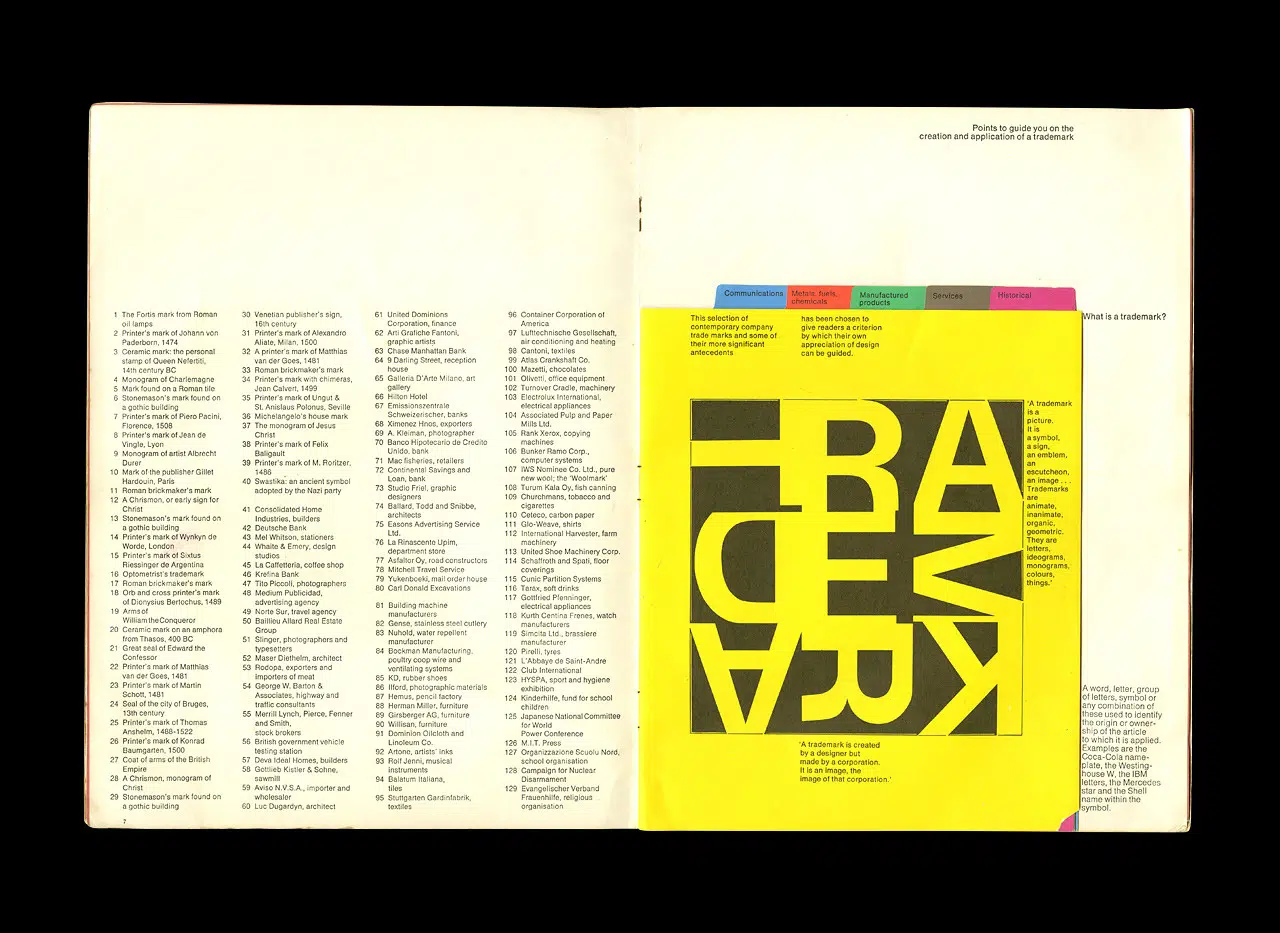 1 The Fortis mark from Roman
oil lamps
2 Printer's mark of Johann von
Paderborn, 1474
3 Ceramic mark: the personal
stamp of Queen Nefertiti,
14th century BC
4 Monogram of Charlemagne
5 Mark found on a Roman tile
6 Stonemason's mark found on
a gothic building
7 Printer's mark of Piero Pacini,
Florence, 1508
8 Printer's mark of Jean de
Vingle, Lyon
9 Monogram of artist Albrecht
Durer
10 Mark of the publisher Gillet
Hardouin, Paris
11 Roman brickmaker's mark
12 A Chrismon, or early sign for
Christ
13 Stonemason's mark found on
a gothic building
14 Printer's mark of Wynkyn de
Worde, London
15 Printer's mark of Sixtus
Riessinger de Argentina
16 Optometrist's trademark
17 Roman brickmaker's mark
18 Orb and cross printer's mark
of Dionysius Bertochus, 1489
19 Arms of
William the Conqueror
20 Ceramic mark on an amphora
from Thasos, 400 BC
21 Great seal of Edward the
Confessor
22 Printer's mark of Matthias
van der Goes, 1481
23 Printer's mark of Martin
Schott, 1481
24 Seal of the city of Bruges,
13th century
25 Printer's mark of Thomas
Anshelm, 1488-1522
26 Printer's mark of Konrad
Baumgarten, 1500
27 Coat of arms of the British
Empire
28 A Chrismon, monogram of
Christ
29 Stonemason's mark found on
a gothic building
7
30 Venetian publisher's sign,
16th century
31 Printer's mark of Alexandro
Aliate, Milan, 1500
32 A printer's mark of Matthias
van der Goes, 1481
33 Roman brickmaker's mark
34 Printer's mark with chimeras,
Jean Calvert, 1499
35 Printer's mark of Ungut &
St. Anislaus Polonus, Seville
36 Michelangelo's house mark
37 The monogram of Jesus
Christ
38 Printer's mark of Felix
Baligault
39 Printer's mark of M. Roritzer,
1486
40 Swastika: an ancient symbol
adopted by the Nazi party
41 Consolidated Home
Industries, builders
42 Deutsche Bank
43 Mel Whitson, stationers
44 Whaite & Emery, design
studios
45 La Caffetteria, coffee shop
46 Krefina Bank
47 Tito Piccoli, photographers
48 Medium Publicidad,
advertising agency
49 Norte Sur, travel agency
50 Baillieu Allard Real Estate
Group
51 Slinger, photographers and
typesetters
52 Maser Diethelm, architect
53 Rodopa, exporters and
importers of meat
54 George W. Barton &
Associates, highway and
traffic consultants
55 Merrill Lynch, Pierce, Fenner
and Smith,
stock brokers
56 British government vehicle
testing station
57 Deva Ideal Homes, builders
58 Gottlieb Kistler & Sohne,
sawmill
59 Aviso N.V.S.A., importer and
wholesaler
60 Luc Dugardyn, architect
61 United Dominions
Corporation, finance
62 Arti Grafiche Fantoni,
graphic artists
63 Chase Manhattan Bank
64 9 Darling Street, reception
house
65 Galleria D'Arte Milano, art
gallery
66 Hilton Hotel
67 Emissionszentrale
Schweizerischer, banks
68 Ximenez Hnos, exporters
69 A. Kleiman, photographer
70 Banco Hipotecario de Credito
Unido, bank
71 Mac fisheries, retailers
72 Continental Savings and
Loan, bank
73 Studio Friel, graphic
designers
74 Ballard, Todd and Snibbe,
architects
75 Easons Advertising Service
Ltd.
76 La Rinascente Upim,
department store
77 Asfaltor Oy, road constructors
78 Mitchell Travel Service
79 Yukenboeki, mail order house
80 Carl Donald Excavations
81 Building machine
manufacturers
82 Gense, stainless steel cutlery
83 Nuhold, water repellent
manufacturer
84 Bockman Manufacturing,
poultry coop wire and
ventilating systems
85 KD, rubber shoes
86 Ilford, photographic materials
87 Hemus, pencil factory
88 Herman Miller, furniture
89 Girsberger AG, furniture
90 Willisan, furniture
91 Dominion Oilcloth and
Linoleum Co.
92 Artone, artists' inks
93 Rolf Jenni, musical
instruments
94 Balatum Italiana,
tiles
95 Stuttgarten Gardinfabrik,
textiles
96 Container Corporation of
America
97 Lufttechnische Gesellschaft,
air conditioning and heating
98 Cantoni, textiles
99 Atlas Crankshaft Co.
100 Mazetti, chocolates
101 Olivetti, office equipment
102 Turnover Cradle, machinery
103 Electrolux International,
electrical appliances
104 Associated Pulp and Paper
Mills Ltd.
105 Rank Xerox, copying
machines
106 Bunker Ramo Corp.,
computer systems
107 IWS Nominee Co. Ltd., pure
new wool; the 'Woolmark'
108 Turum Kala Oy, fish canning
109 Churchmans, tobacco and
cigarettes
110 Ceteco, carbon paper
111 Glo-Weave, shirts
112 International Harvester, farm
machinery
113 United Shoe Machinery Corp.
114 Schaffroth and Spati, floor
coverings
115 Cunic Partition Systems
116 Tarax, soft drinks
117 Gottfried Pfenninger,
electrical appliances
118 Kurth Centina Frenes, watch
manufacturers
119 Simcita Ltd., brassiere
manufacturer
120 Pirelli, tyres
121 L'Abbaye de Saint-Andre
122 Club International
123 HYSPA, sport and hygiene
exhibition
124 Kinderhilfe, fund for school
children
125 Japanese National Committee
for World
Power Conference
126 M.I.T. Press
127 Organizzazione Scuolu Nord,
school organisation
128 Campaign for Nuclear
Disarmament
129 Evangelischer Verband
Frauenhilfe, religious
organisation
Points to guide you on the
creation and application of a trademark
Communications
Metals, fuels,
chemicals
Manufactured
products
Services
Historical
This selection of
contemporary company
trade marks and some of
their more significant
antecedents
has been chosen to
give readers a criterion
by which their own
appreciation of design
can be guided.
TRA
DEM
ARK
'A trademark is created
by a designer but
made by a corporation.
It is an image, the
image of that corporation.'
'A trademark
is a
picture.
It is
a symbol,
a sign,
an emblem,
an
escutcheon,
an image . . .
Trademarks
are
animate,
inanimate,
organic,
geometric.
They are
letters,
ideograms,
monograms,
colours,
things.'
What is a trademark?
A word, letter, group
of letters, symbol or
any combination of
these used to identify
the origin or owner-
ship of the article
to which it is applied.
Examples are the
Coca-Cola name-
plate, the Westing-
house W, the IBM
letters, the Mercedes
star and the Shell
name within the
symbol.